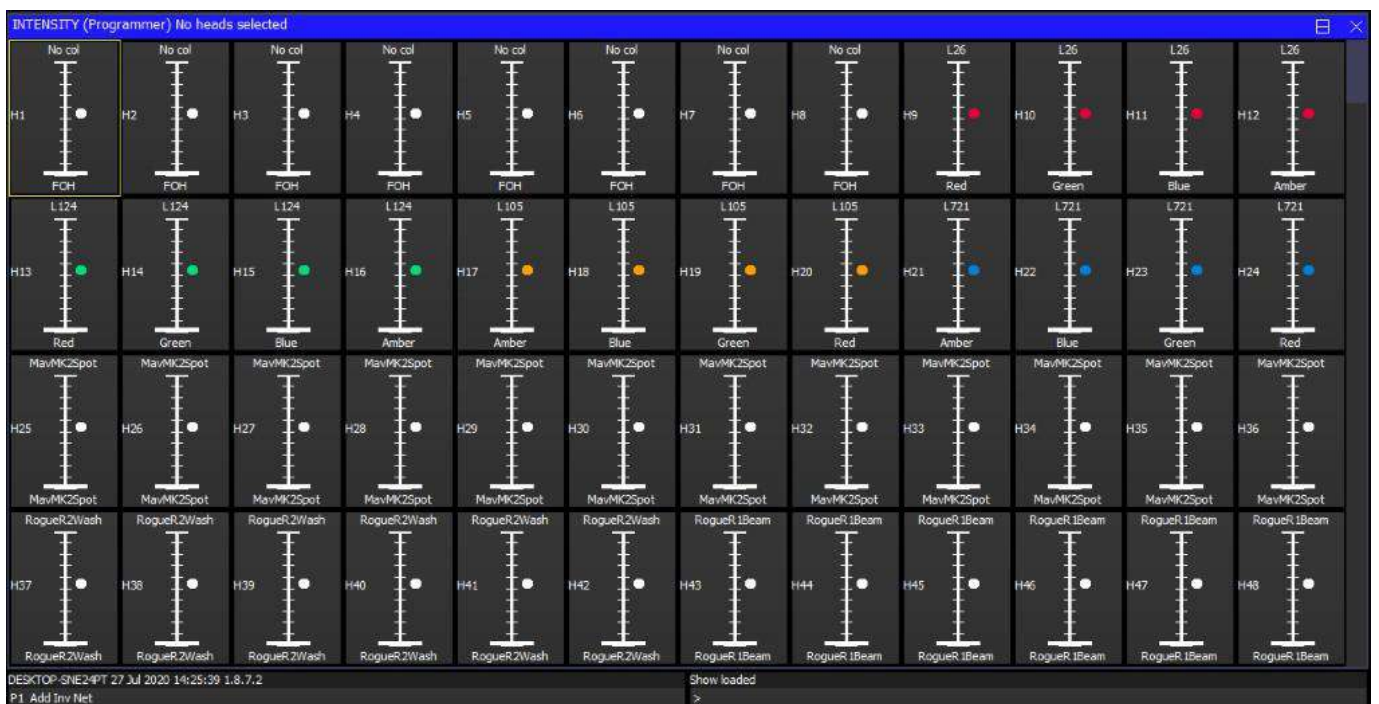 INTENSITY (Programmer) No heads selected
No col No col No col No col No col No col No col No col L26 L26 L26 L26
H1 H2 H3 H4 H5 H6 H7 H8 H9 H10 H11 H12
FOH FOH FOH FOH FOH FOH FOH FOH Red Green Blue Amber
L124 L124 L124 L124 L105 L105 L105 L105 L721 L721 L721 L721
H13 H14 H15 H16 H17 H18 H19 H20 H21 H22 H23 H24
Red Green Blue Amber Amber Blue Green Red Amber Blue Green Red
MavMK2Spot MavMK2Spot MavMK2Spot MavMK2Spot MavMK2Spot MavMK2Spot MavMK2Spot MavMK2Spot MavMK2Spot MavMK2Spot MavMK2Spot MavMK2Spot
H25 H26 H27 H28 H29 H30 H31 H32 H33 H34 H35 H36
MavMK2Spot MavMK2Spot MavMK2Spot MavMK2Spot MavMK2Spot MavMK2Spot MavMK2Spot MavMK2Spot MavMK2Spot MavMK2Spot MavMK2Spot MavMK2Spot
RogueR2Wash RogueR2Wash RogueR2Wash RogueR2Wash RogueR2Wash RogueR2Wash RogueR1Beam RogueR1Beam RogueR1Beam RogueR1Beam RogueR1Beam RogueR1Beam
H37 H38 H39 H40 H41 H42 H43 H44 H45 H46 H47 H48
RogueR2Wash RogueR2Wash RogueR2Wash RogueR2Wash RogueR2Wash RogueR2Wash RogueR1Beam RogueR1Beam RogueR1Beam RogueR1Beam RogueR1Beam RogueR1Beam
DESKTOP-SNE24PT 27 Jul 2020 14:25:39 1.8.7.2 Show loaded
P1 Add Inv Net >